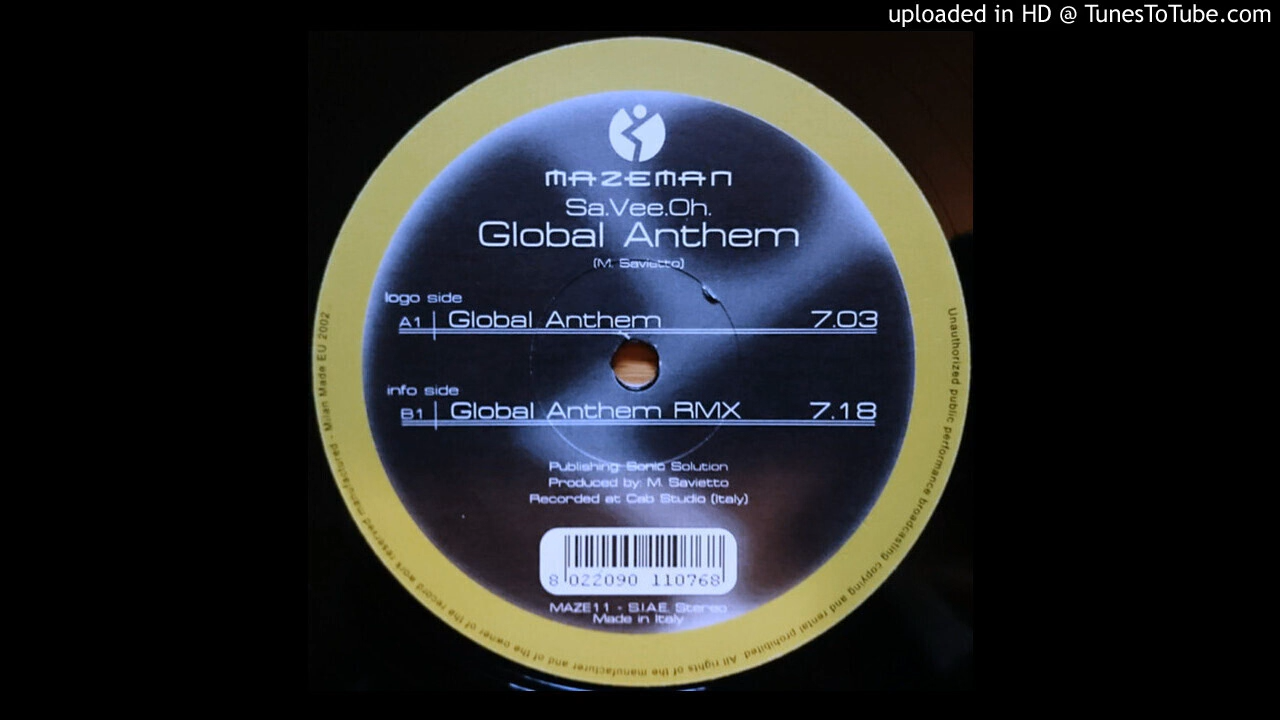 uploaded in HD @ TunesToTube.com
MAZEMAN
Sa.Vee.Oh.
Global Anthem
(M. Savietto)
logo side
A1 Global Anthem 7.03
info side
B1 Global Anthem RMX 7.18
Publishing: Sonic Solution
Produced by: M. Savietto
Recorded at Cab Studio (Italy)
8 022090 110768
MAZE11 - S.I.A.E. Stereo
Made in Italy
Unauthorized public performance broadcasting copying and rental prohibited. All rights of the manufacturer and of the owner of the record work reserved manufactured - Milan Made EU 2002